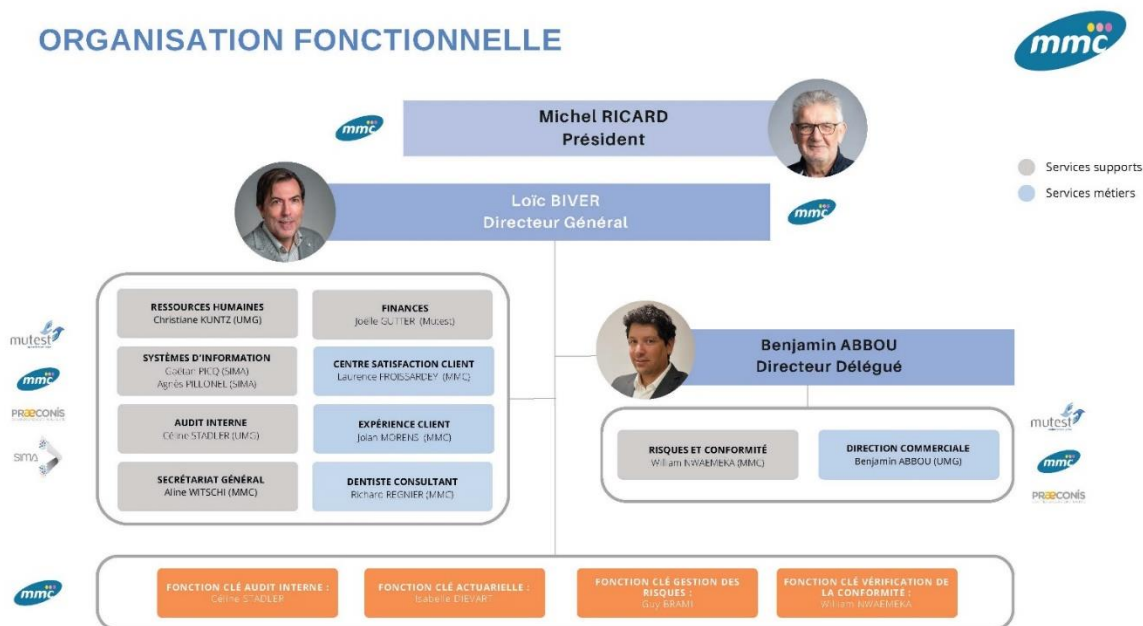 ORGANISATION FONCTIONNELLE
mmc
Michel RICARD
Président
mmc
Services supports
Services métiers
Loïc BIVER
Directeur Général
mmc
RESSOURCES HUMAINES
Christiane KUNTZ (UMG)
FINANCES
Joëlle GUTTER (Mutest)
SYSTÈMES D'INFORMATION
Gaëtan PICQ (SIMA)
Agnès PILLONEL (SIMA)
CENTRE SATISFACTION CLIENT
Laurence FROISSARDEY (MMC)
AUDIT INTERNE
Céline STADLER (UMG)
EXPÉRIENCE CLIENT
Jolan MORENS (MMC)
SECRÉTARIAT GÉNÉRAL
Aline WITSCHI (MMC)
DENTISTE CONSULTANT
Richard REGNIER (MMC)
mutest
mmc
PRÆCONIS
SIMA
Benjamin ABBOU
Directeur Délégué
RISQUES ET CONFORMITÉ
William NWAEMEKA (MMC)
DIRECTION COMMERCIALE
Benjamin ABBOU (UMG)
mutest
mmc
PRÆCONIS
mmc
FONCTION CLÉ AUDIT INTERNE :
Céline STADLER
FONCTION CLÉ ACTUARIELLE :
Isabelle DIEVART
FONCTION CLÉ GESTION DES
RISQUES :
Guy BRAMI
FONCTION CLÉ VÉRIFICATION DE
LA CONFORMITÉ :
William NWAEMEKA